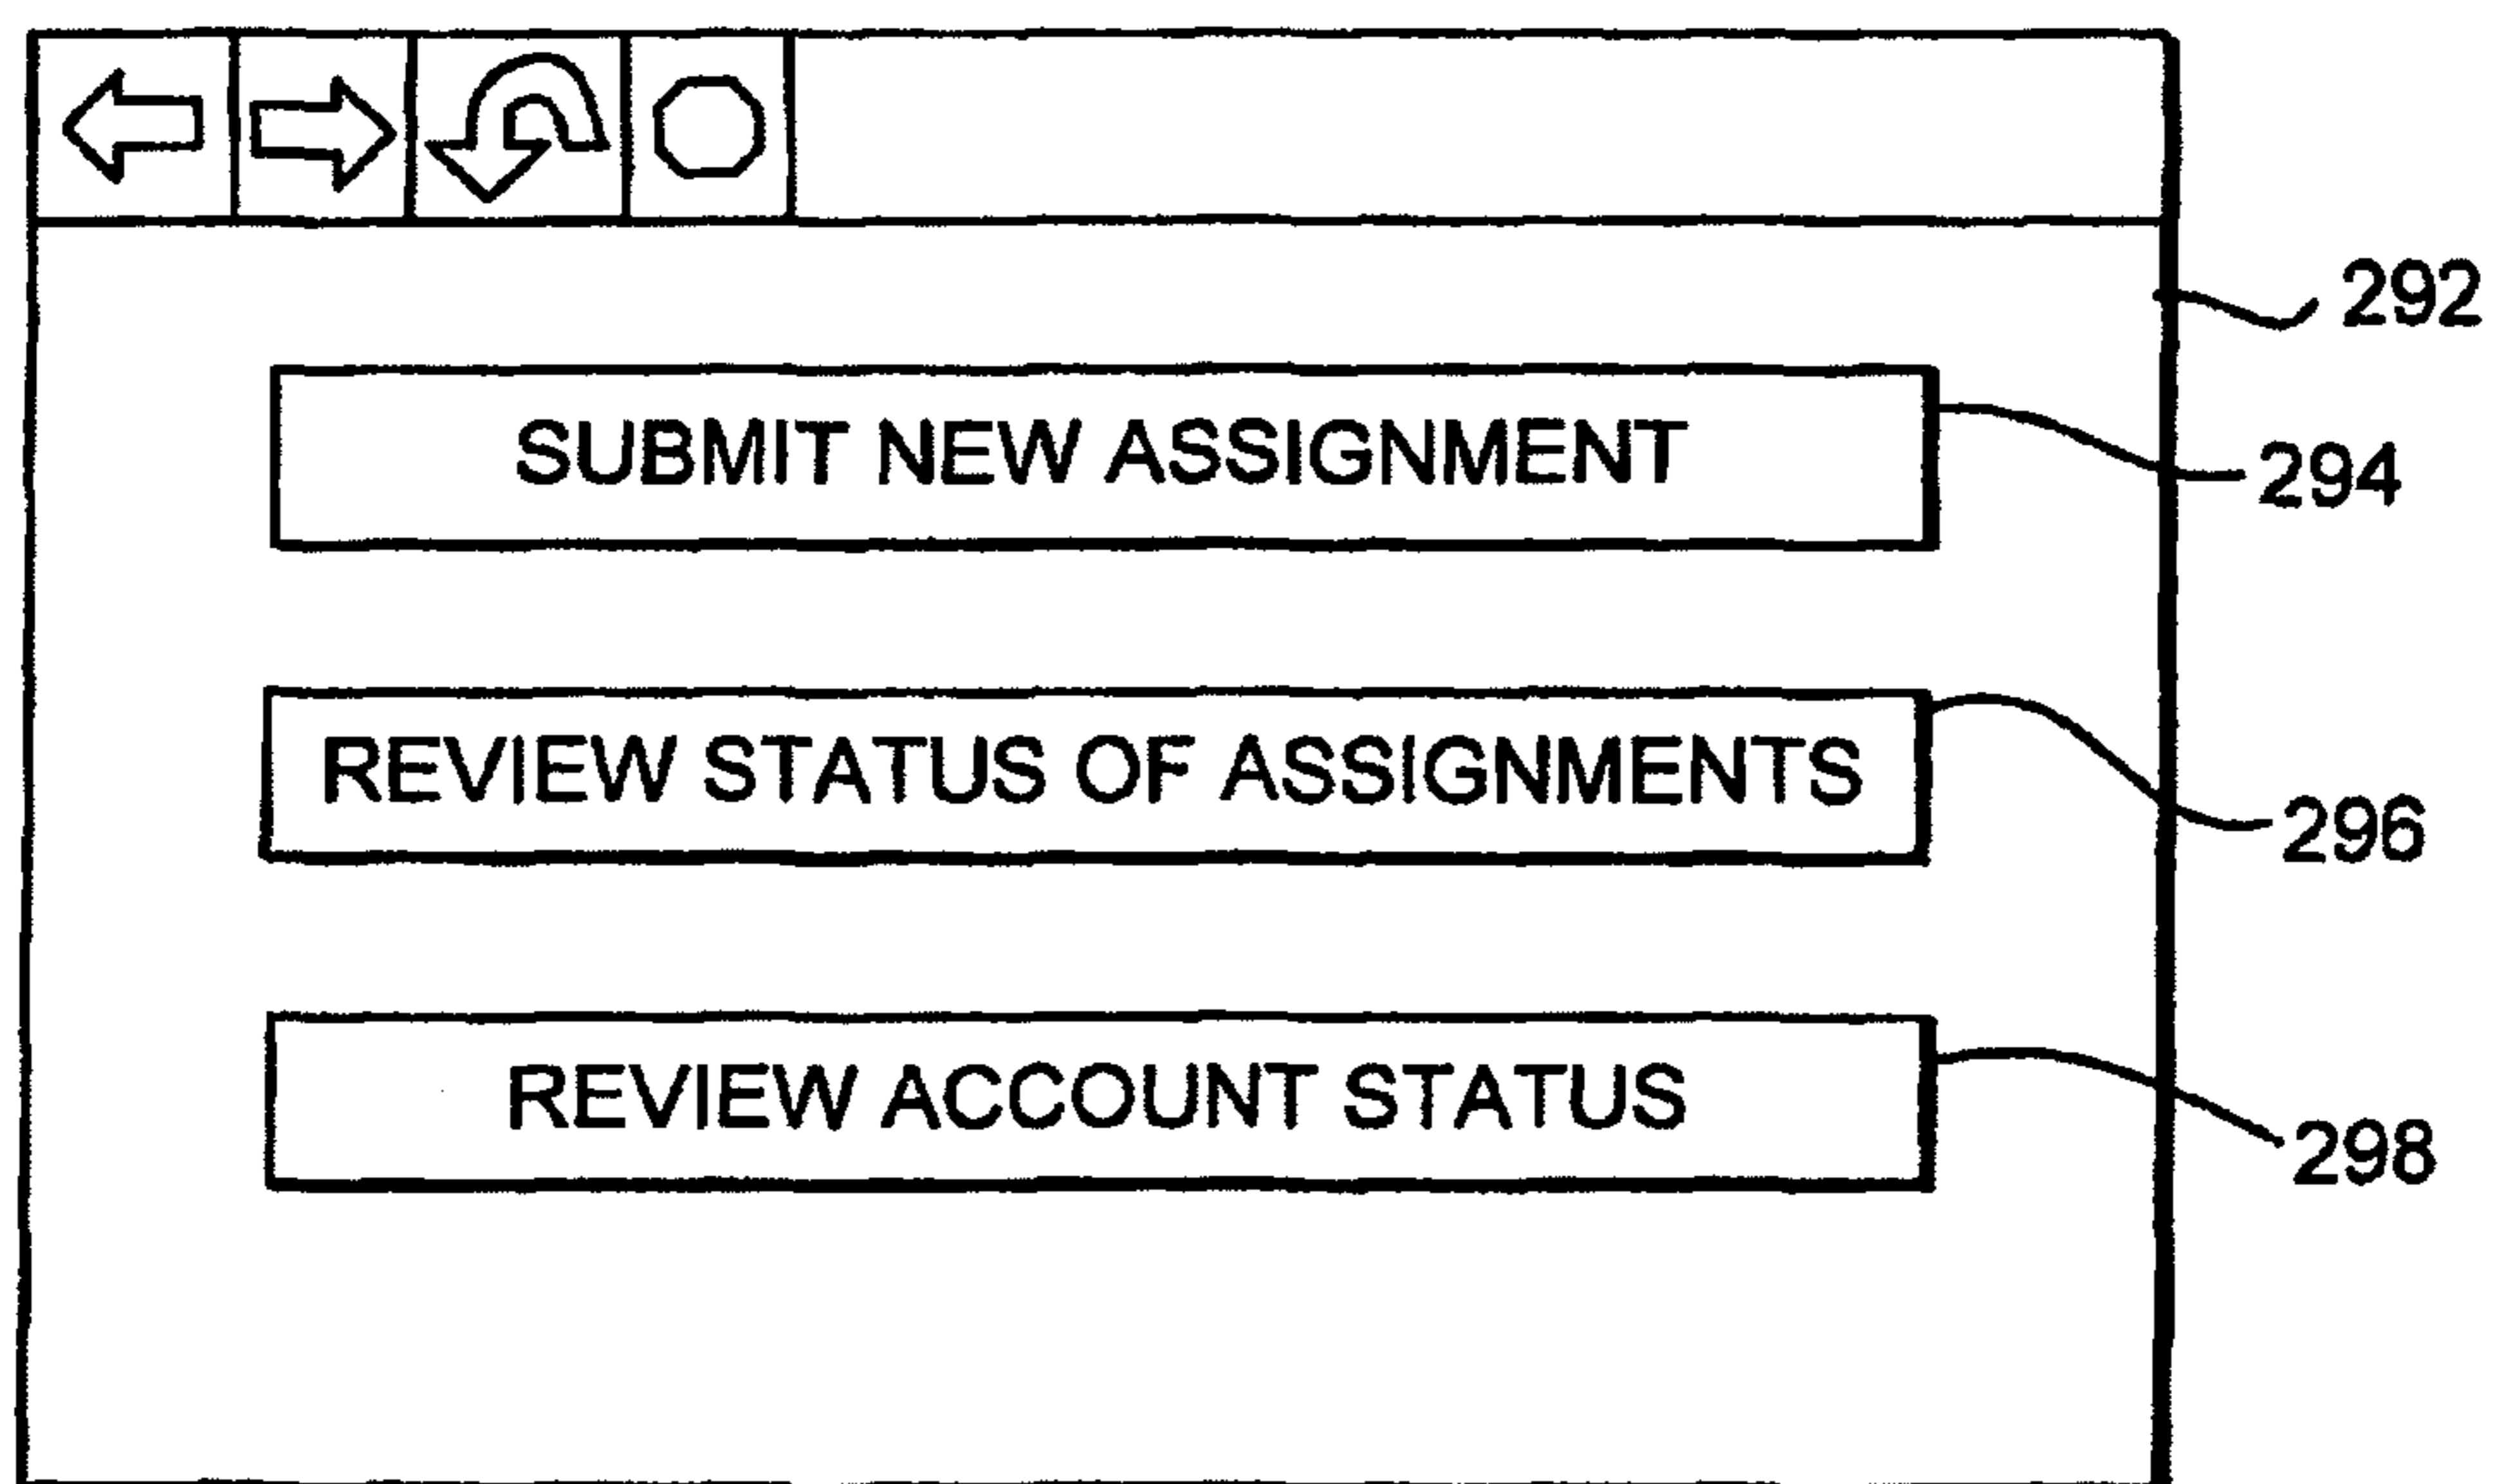 292
SUBMIT NEW ASSIGNMENT
294
REVIEW STATUS OF ASSIGNMENTS
296
REVIEW ACCOUNT STATUS
298